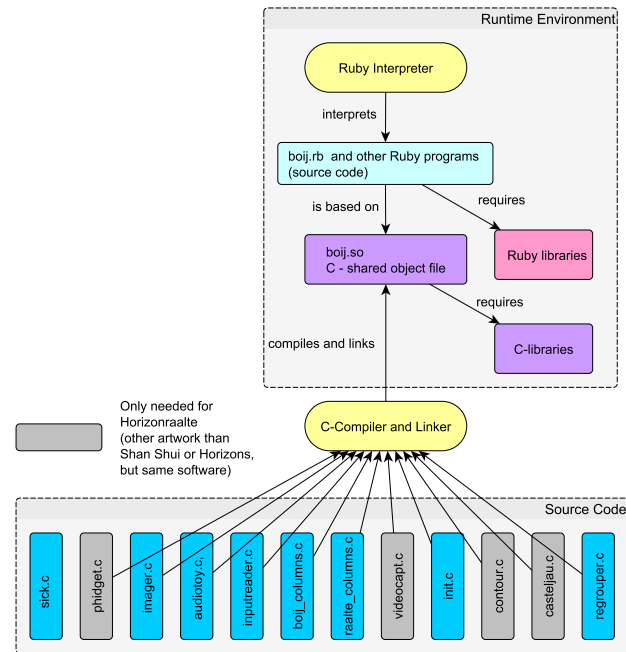 Runtime Environment
Ruby Interpreter
interprets
boij.rb and other Ruby programs
(source code)
is based on
requires
boij.so
C - shared object file
Ruby libraries
requires
compiles and links
C-libraries
Only needed for
Horizonraalte
(other artwork than
Shan Shui or Horizons,
but same software)
C-Compiler and Linker
Source Code
sick.c
phidget.c
imager.c
audiotoy.c,
inputreader.c
boij_columns.c
raalte_columns.c
videocapt.c
init.c
contour.c
casteljau.c
regrouper.c